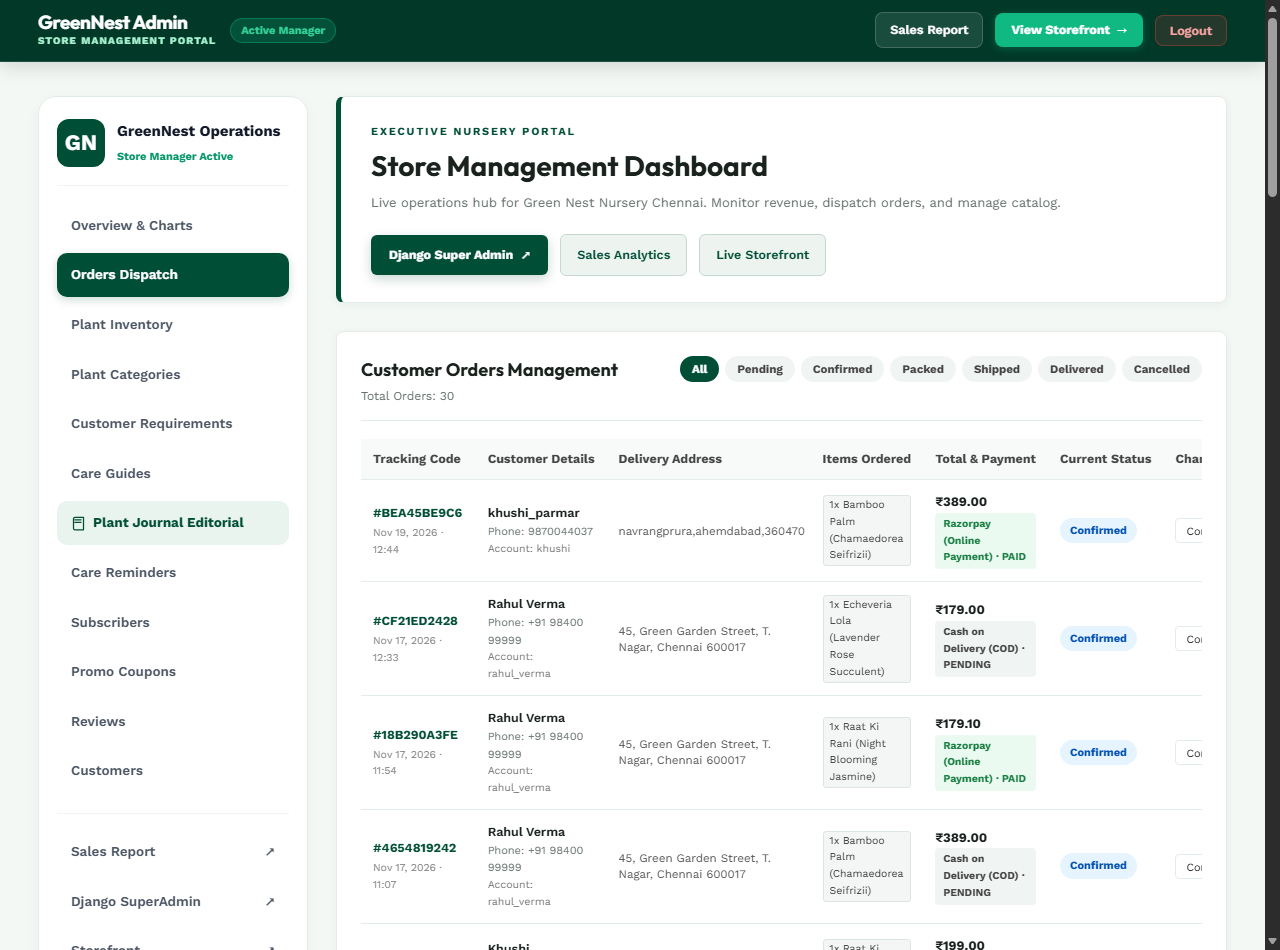 GreenNest Admin
STORE MANAGEMENT PORTAL
Active Manager
Sales Report
View Storefront →
Logout
GN
GreenNest Operations
Store Manager Active
Overview & Charts
Orders Dispatch
Plant Inventory
Plant Categories
Customer Requirements
Care Guides
Plant Journal Editorial
Care Reminders
Subscribers
Promo Coupons
Reviews
Customers
Sales Report ↗
Django SuperAdmin ↗
Storefront ↗
EXECUTIVE NURSERY PORTAL
Store Management Dashboard
Live operations hub for Green Nest Nursery Chennai. Monitor revenue, dispatch orders, and manage catalog.
Django Super Admin ↗
Sales Analytics
Live Storefront
Customer Orders Management
Total Orders: 30
All
Pending
Confirmed
Packed
Shipped
Delivered
Cancelled
Tracking Code
Customer Details
Delivery Address
Items Ordered
Total & Payment
Current Status
#BEA45BE9C6
Nov 19, 2026 ·
12:44
khushi_parmar
Phone: 9870044037
Account: khushi
navrangprura,ahemdabad,360470
1x Bamboo
Palm
(Chamaedorea
Seifrizii)
₹389.00
Razorpay
(Online
Payment) · PAID
Confirmed
#CF21ED2428
Nov 17, 2026 ·
12:33
Rahul Verma
Phone: +91 98400
99999
Account:
rahul_verma
45, Green Garden Street, T.
Nagar, Chennai 600017
1x Echeveria
Lola
(Lavender
Rose
Succulent)
₹179.00
Cash on
Delivery (COD) ·
PENDING
Confirmed
#18B290A3FE
Nov 17, 2026 ·
11:54
Rahul Verma
Phone: +91 98400
99999
Account:
rahul_verma
45, Green Garden Street, T.
Nagar, Chennai 600017
1x Raat Ki
Rani (Night
Blooming
Jasmine)
₹179.10
Razorpay
(Online
Payment) · PAID
Confirmed
#4654819242
Nov 17, 2026 ·
11:07
Rahul Verma
Phone: +91 98400
99999
Account:
rahul_verma
45, Green Garden Street, T.
Nagar, Chennai 600017
1x Bamboo
Palm
(Chamaedorea
Seifrizii)
₹389.00
Cash on
Delivery (COD) ·
PENDING
Confirmed
Khushi
1x Raat Ki
₹199.00